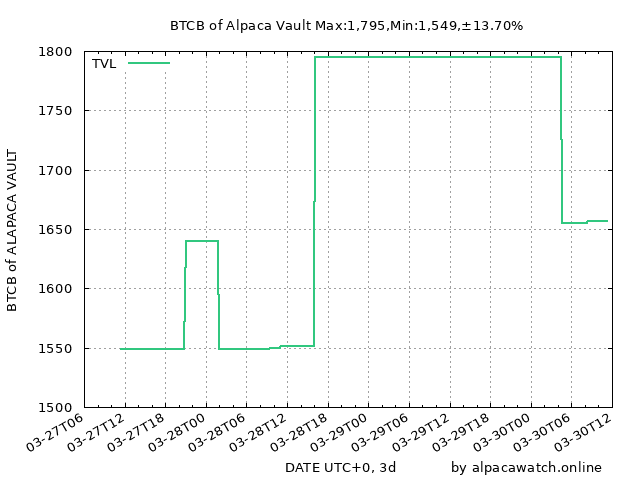 BTCB of Alpaca Vault Max:1,795,Min:1,549,±13.70%
TVL
BTCB of ALAPACA VAULT
1800
1750
1700
1650
1600
1550
1500
03-27T06
03-27T12
03-27T18
03-28T00
03-28T06
03-28T12
03-28T18
03-29T00
03-29T06
03-29T12
03-29T18
03-30T00
03-30T06
03-30T12
DATE UTC+0, 3d
by alpacawatch.online